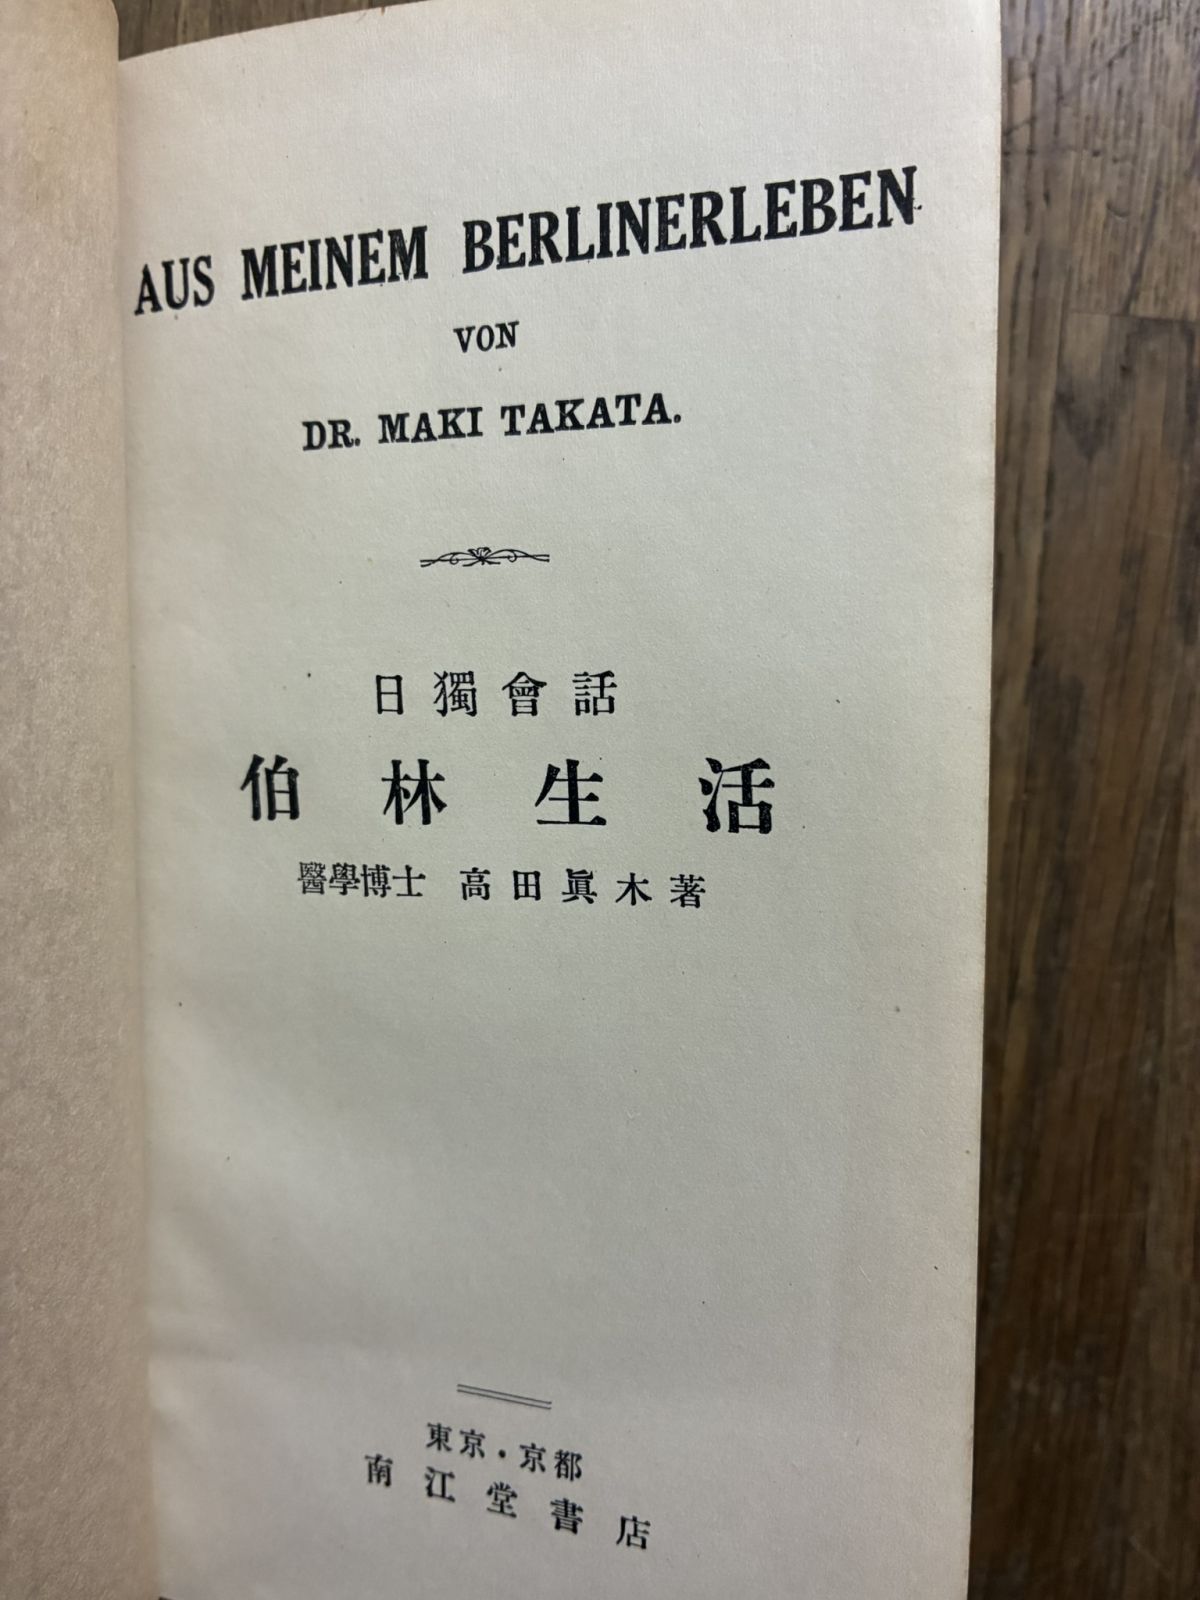 AUS MEINEM BERLINERLEBEN
VON
DR. MAKI TAKATA.
日獨會話
伯林生活
醫學博士 高田眞木著
東京・京都
南江堂書店